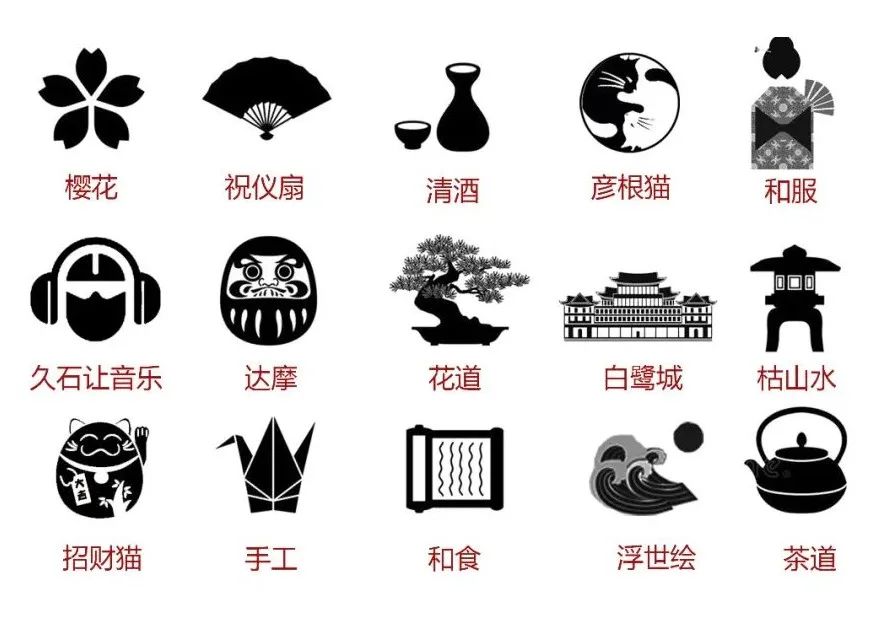 樱花 祝仪扇 清酒 彦根猫 和服
久石让音乐 达摩 花道 白鹭城 枯山水
大吉
招财猫 手工 和食 浮世绘 茶道